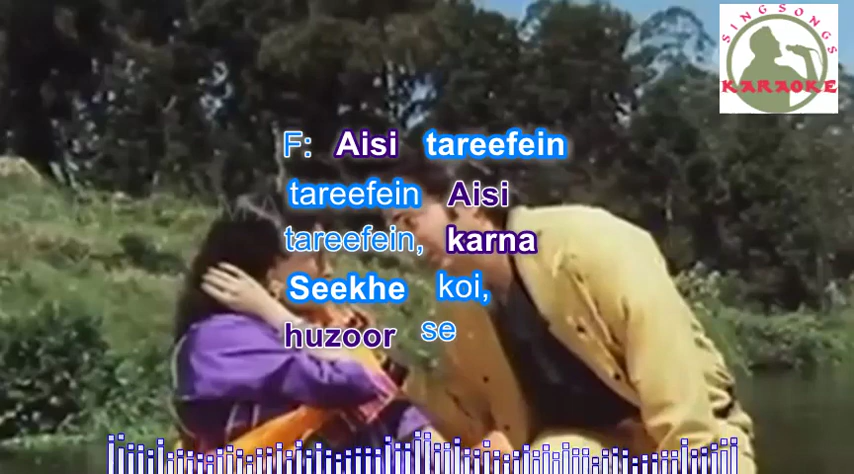 SINGSONGS
KARAOKE
F: Aisi tareefein
tareefein Aisi
tareefein, karna
Seekhe koi,
huzoor se